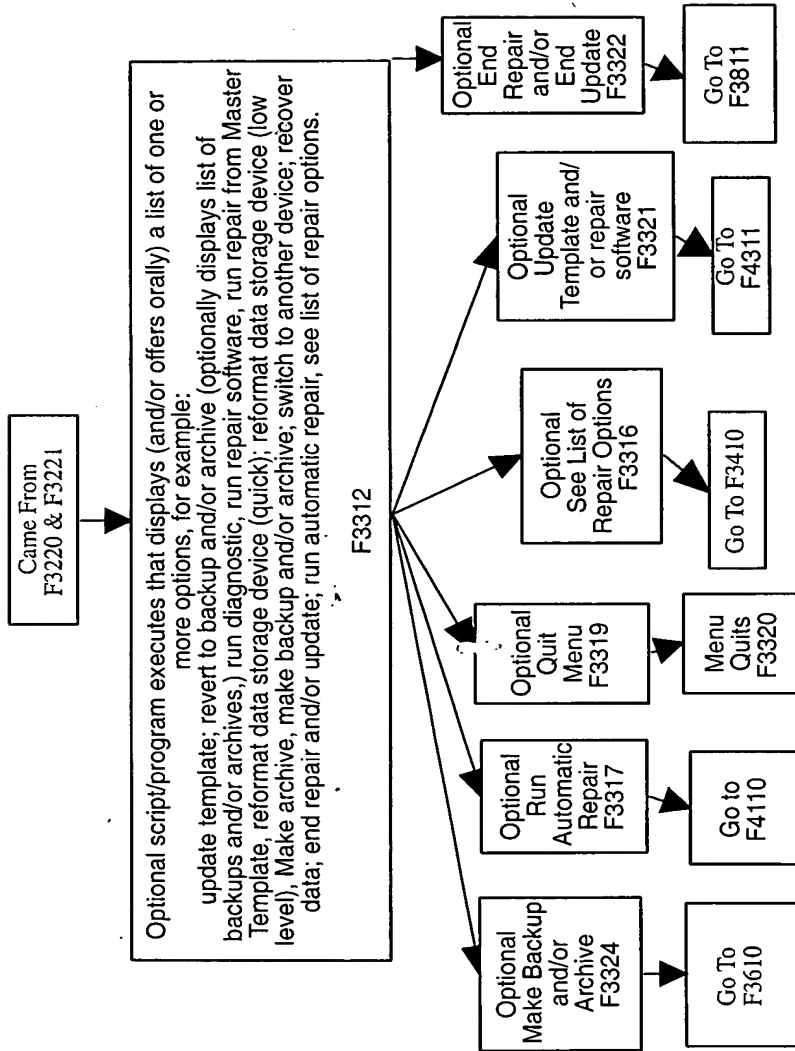 Came From
F3220 & F3221
Optional script/program executes that displays (and/or offers orally) a list of one or
more options, for example:
update template; revert to backup and/or archive (optionally displays list of
backups and/or archives,) run diagnostic, run repair software, run repair from Master
Template, reformat data storage device (quick); reformat data storage device (low
level), Make archive, make backup and/or archive; switch to another device; recover
data; end repair and/or update; run automatic repair, see list of repair options.
F3312
Optional
Make Backup
and/or
Archive
F3324
Go To
F3610
Optional
Run
Automatic
Repair
F3317
Go to
F4110
Optional
Quit
Menu
F3319
Menu
Quits
F3320
Optional
See List of
Repair Options
F3316
Go To F3410
Optional
Update
Template and/
or repair
software
F3321
Go To
F4311
Optional
End
Repair
and/or
End
Update
F3322
Go To
F3811